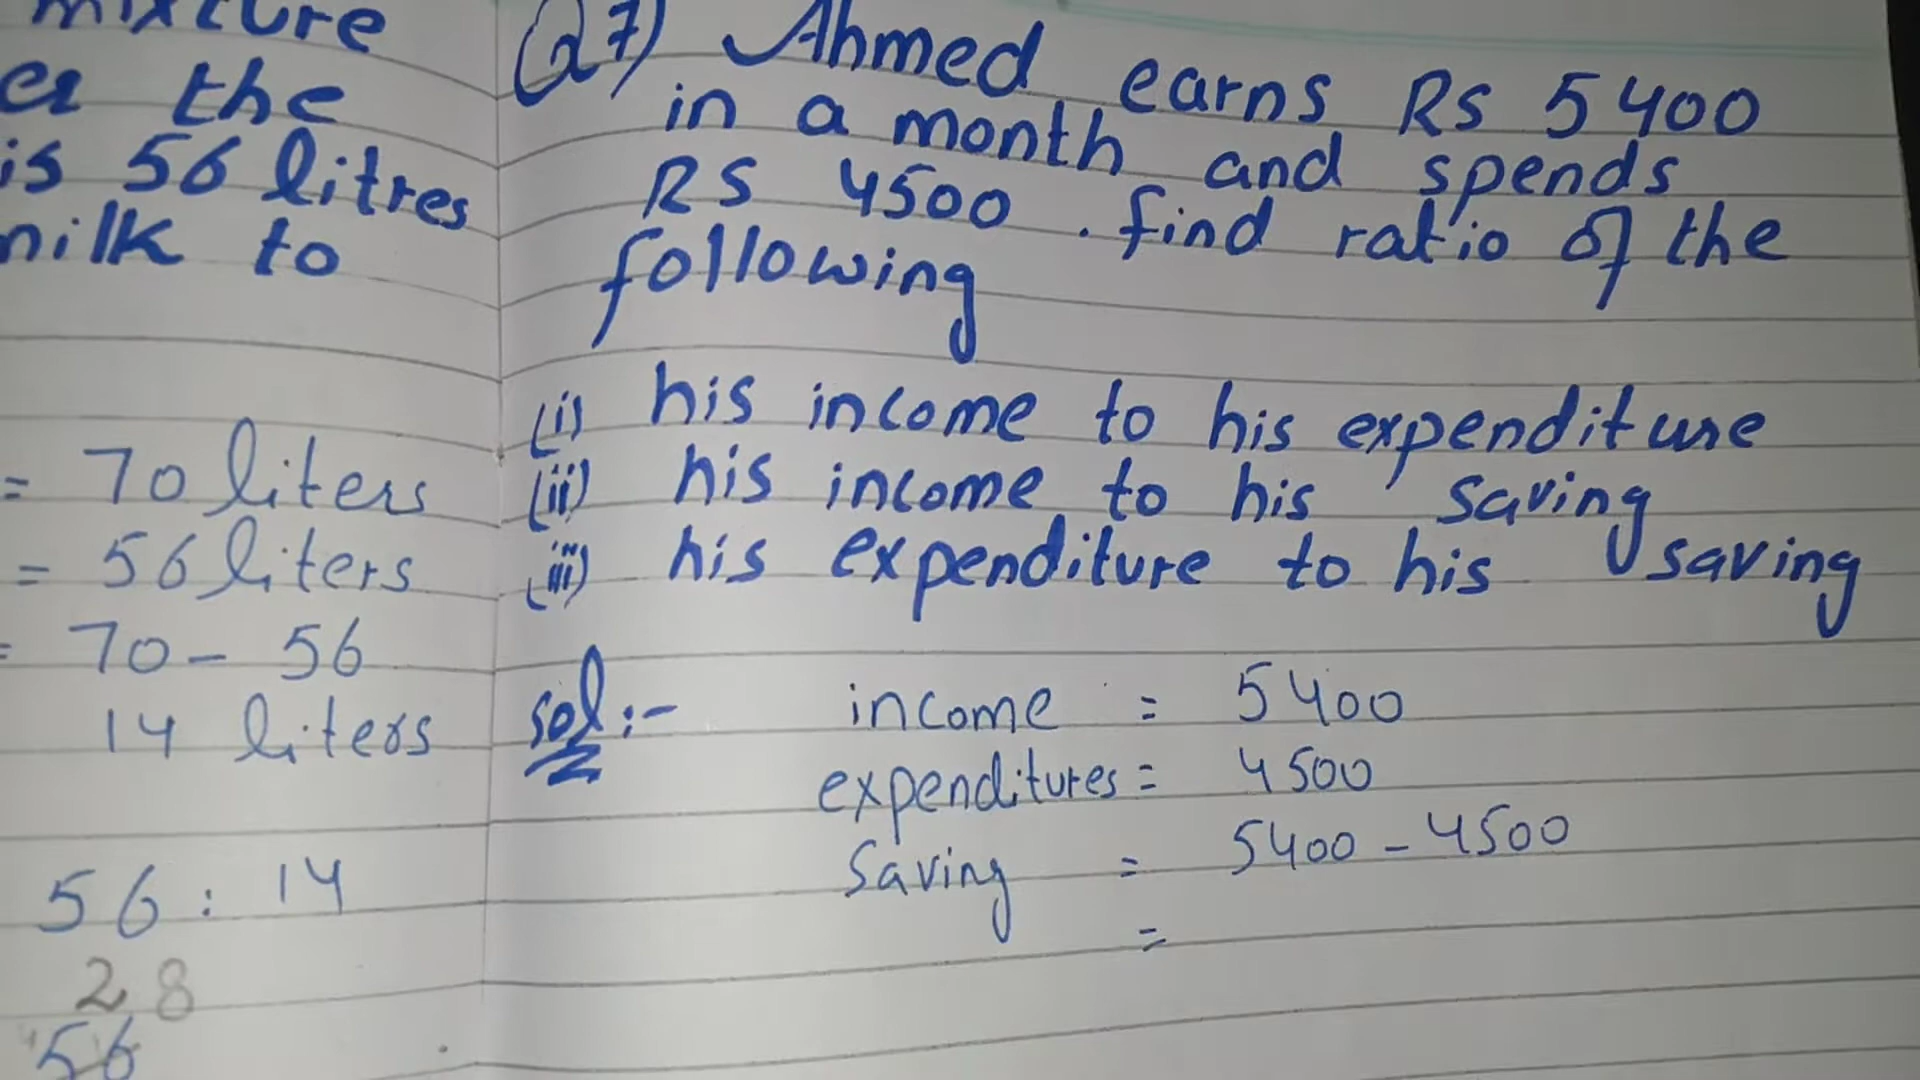 mixture
the
is 56 litres
milk to
= 70 liters
= 56 liters
= 70 - 56
14 liters
56 : 14
28
56
Q7) Ahmed earns Rs 5400
in a month and spends
RS 4500 . find ratio of the
following
(i) his income to his expenditure
(ii) his income to his saving
(iii) his expenditure to his saving
sol:- income = 5400
expenditures = 4500
Saving = 5400 - 4500
=